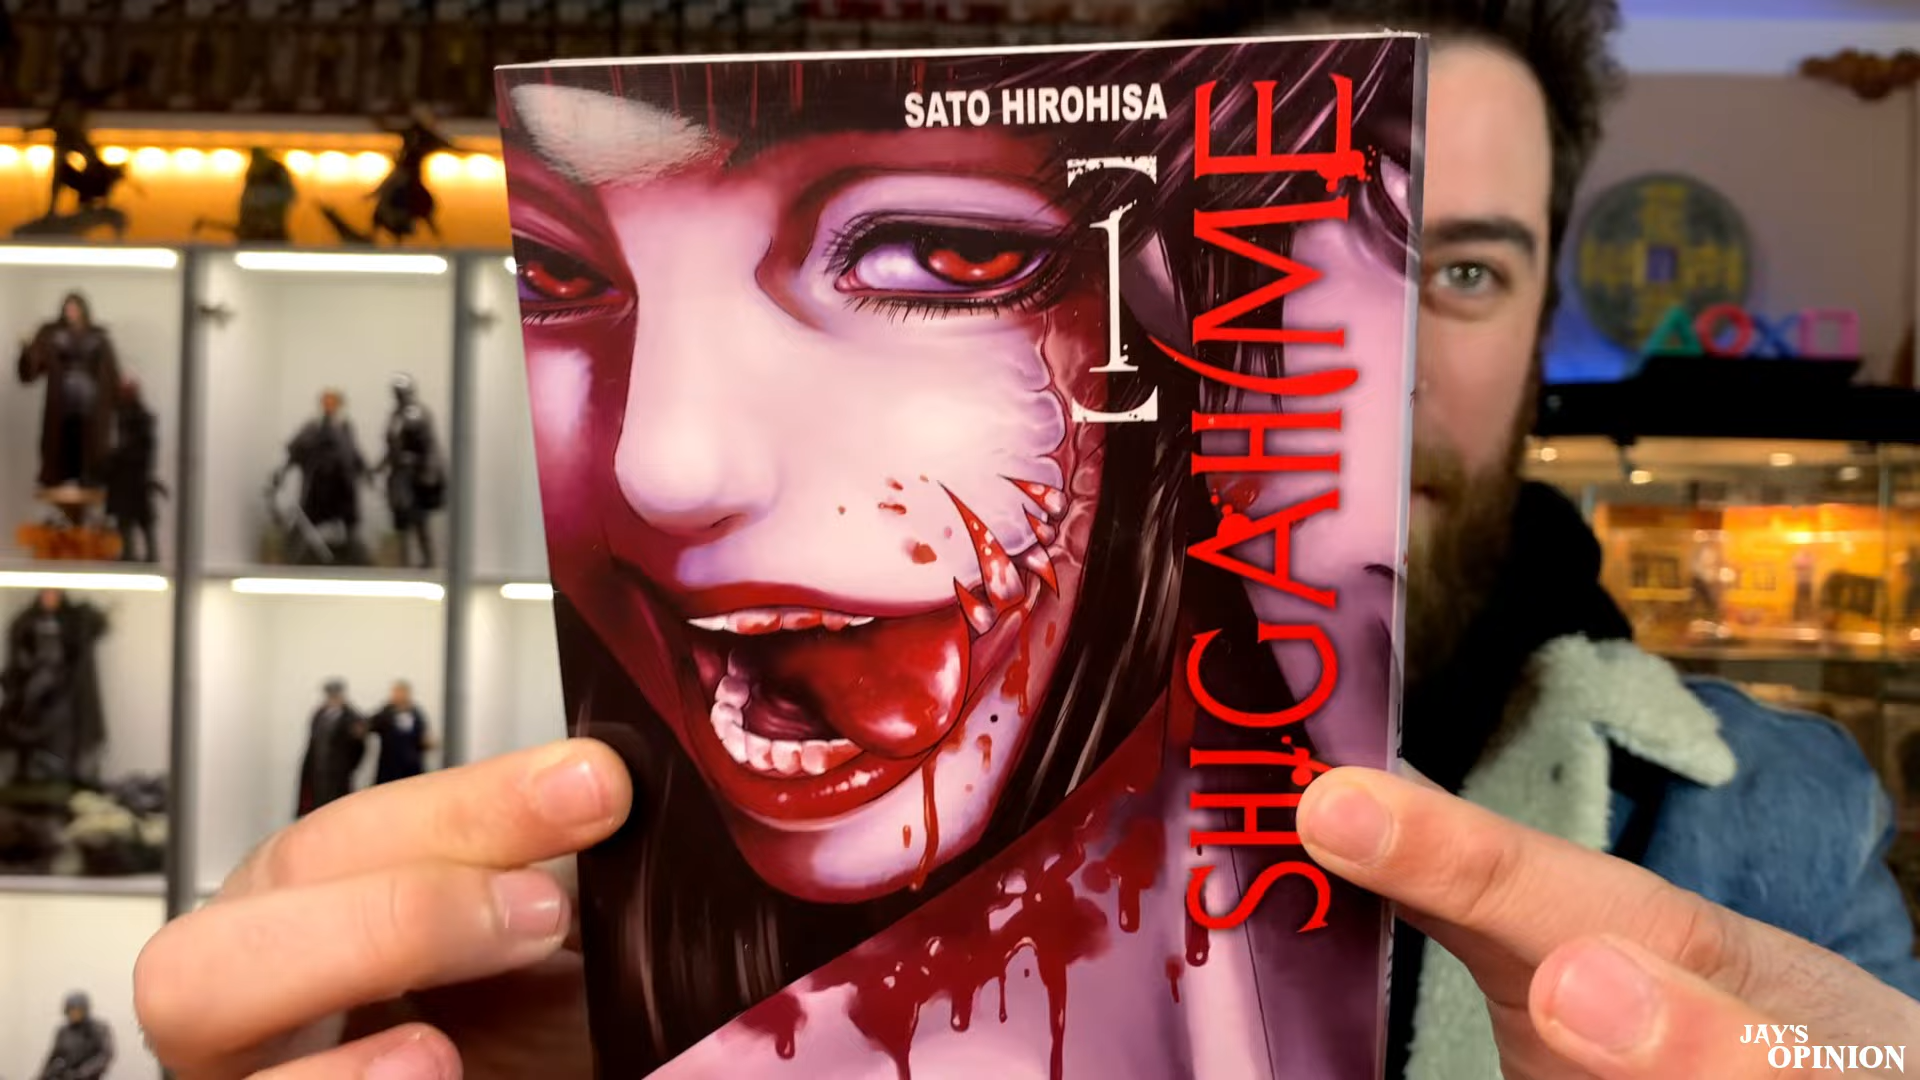 SATO HIROHISA
[1]
SHIGAHIME
JAY'S
OPINION